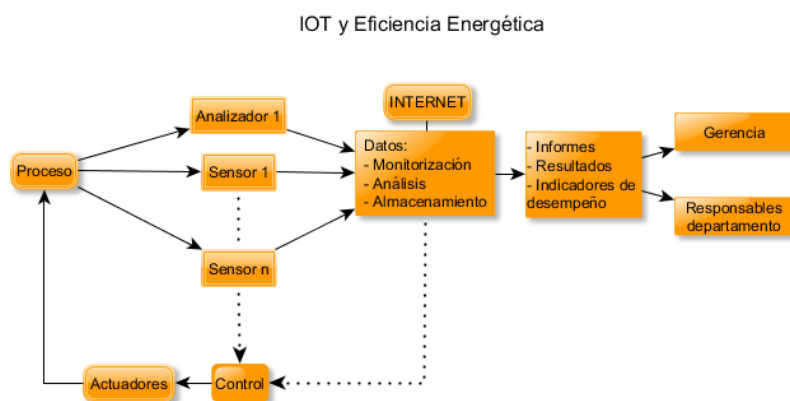 IOT y Eficiencia Energética
INTERNET
Analizador 1
Proceso
Sensor 1
Sensor n
Datos:
- Monitorización
- Análisis
- Almacenamiento
- Informes
- Resultados
- Indicadores de
desempeño
Gerencia
Responsables
departamento
Actuadores
Control